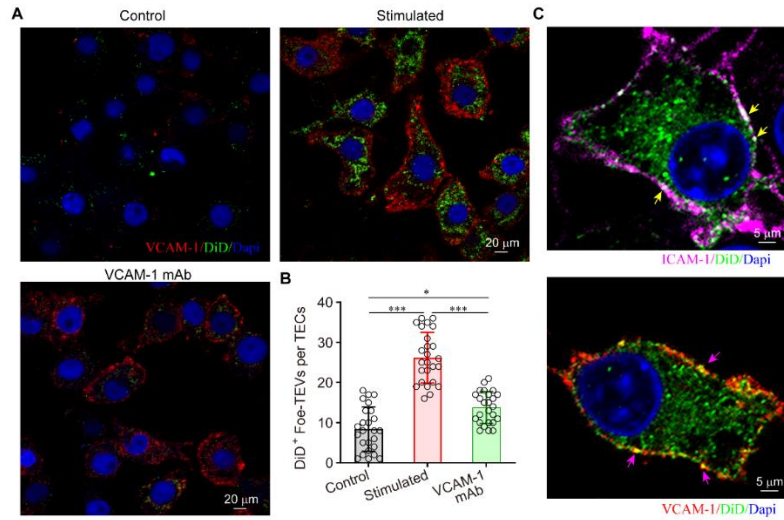 A
Control
Stimulated
VCAM-1/DiD/Dapi
20 μm
VCAM-1 mAb
20 μm
B
DiD+ Foe-TEVs per TECs
40
30
20
10
0
*
*** ***
Control
Stimulated
VCAM-1
mAb
C
5 μm
ICAM-1/DiD/Dapi
5 μm
VCAM-1/DiD/Dapi